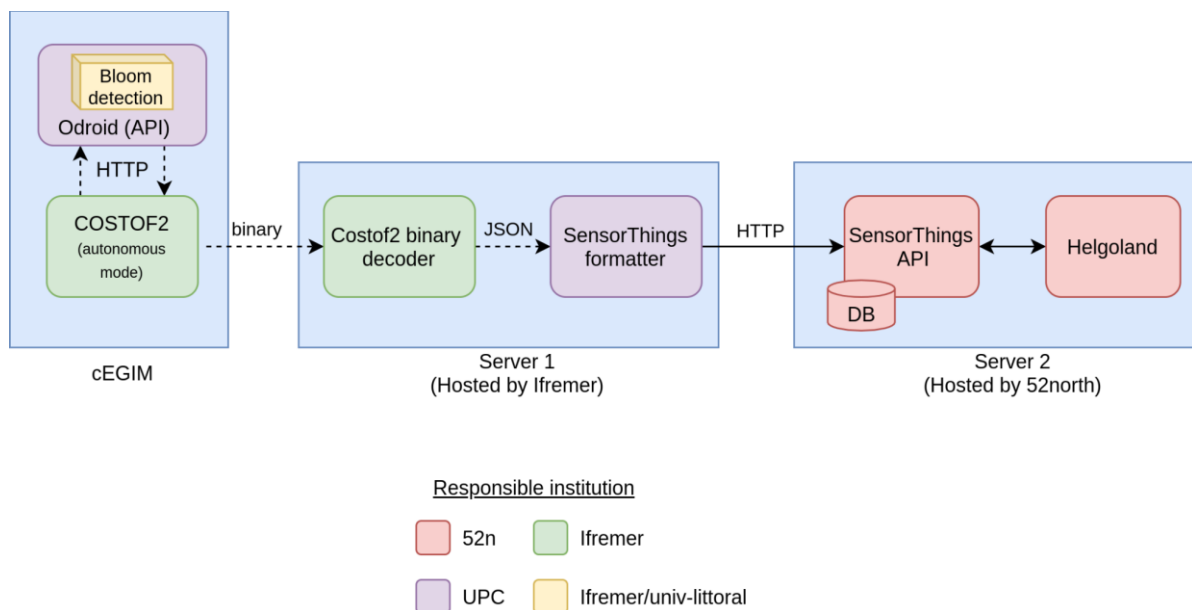 Bloom
detection
Odroid (API)
HTTP
COSTOF2
(autonomous
mode)
cEGIM
binary
Costof2 binary
decoder
JSON
SensorThings
formatter
Server 1
(Hosted by Ifremer)
HTTP
SensorThings
API
DB
Helgoland
Server 2
(Hosted by 52north)
Responsible institution
52n
Ifremer
UPC
Ifremer/univ-littoral